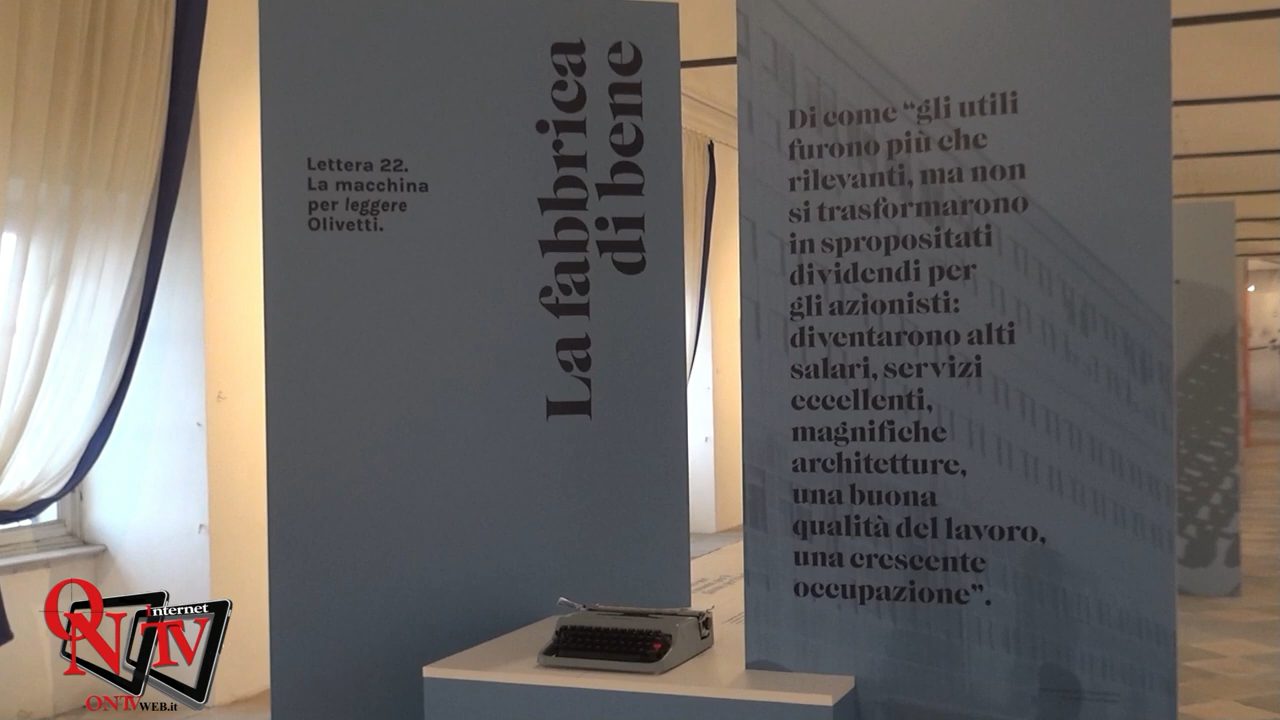 Lettera 22.
La macchina
per leggere
Olivetti.
La fabbrica
di bene
Di come “gli utili
furono più che
rilevanti, ma non
si trasformarono
in spropositati
dividendi per
gli azionisti:
diventarono alti
salari, servizi
eccellenti,
magnifiche
architetture,
una buona
qualità del lavoro,
una crescente
occupazione”.
ON
Internet
TV
ONTVWEB.it